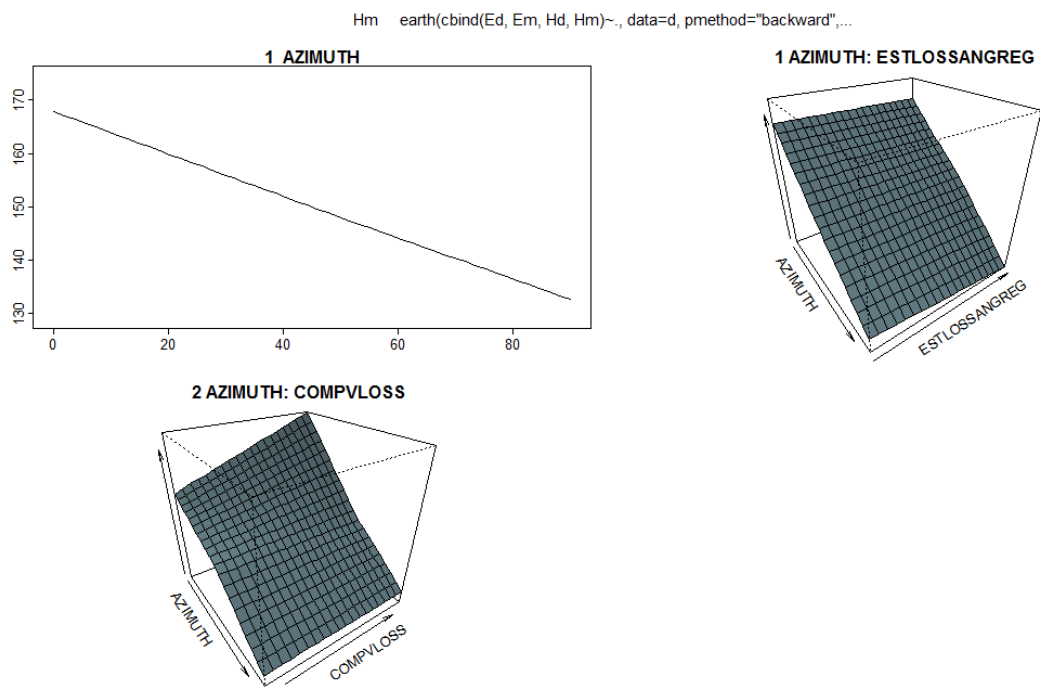 Hm earth(cbind(Ed, Em, Hd, Hm)~., data=d, pmethod="backward",...
1 AZIMUTH
170
160
150
140
130
0 20 40 60 80
1 AZIMUTH: ESTLOSSANGREG
AZIMUTH
ESTLOSSANGREG
2 AZIMUTH: COMPVLOSS
AZIMUTH
COMPVLOSS